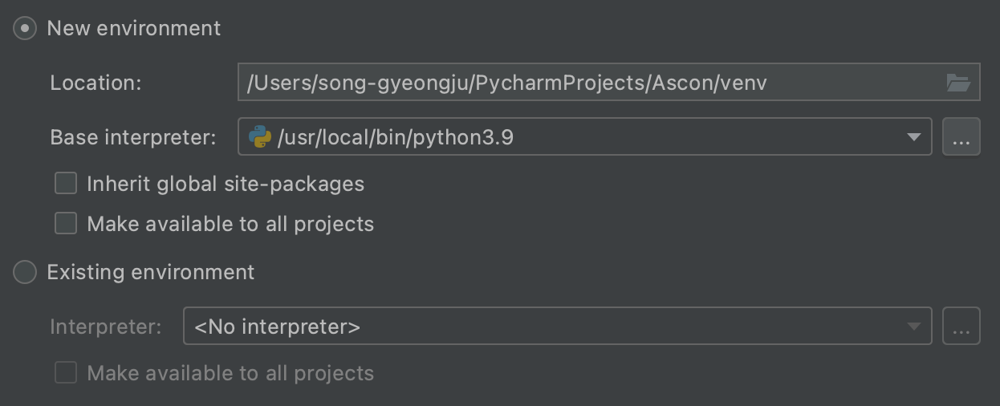 New environment
Location: /Users/song-gyeongju/PycharmProjects/Ascon/venv
Base interpreter: /usr/local/bin/python3.9 ...
Inherit global site-packages
Make available to all projects
Existing environment
Interpreter: <No interpreter> ...
Make available to all projects